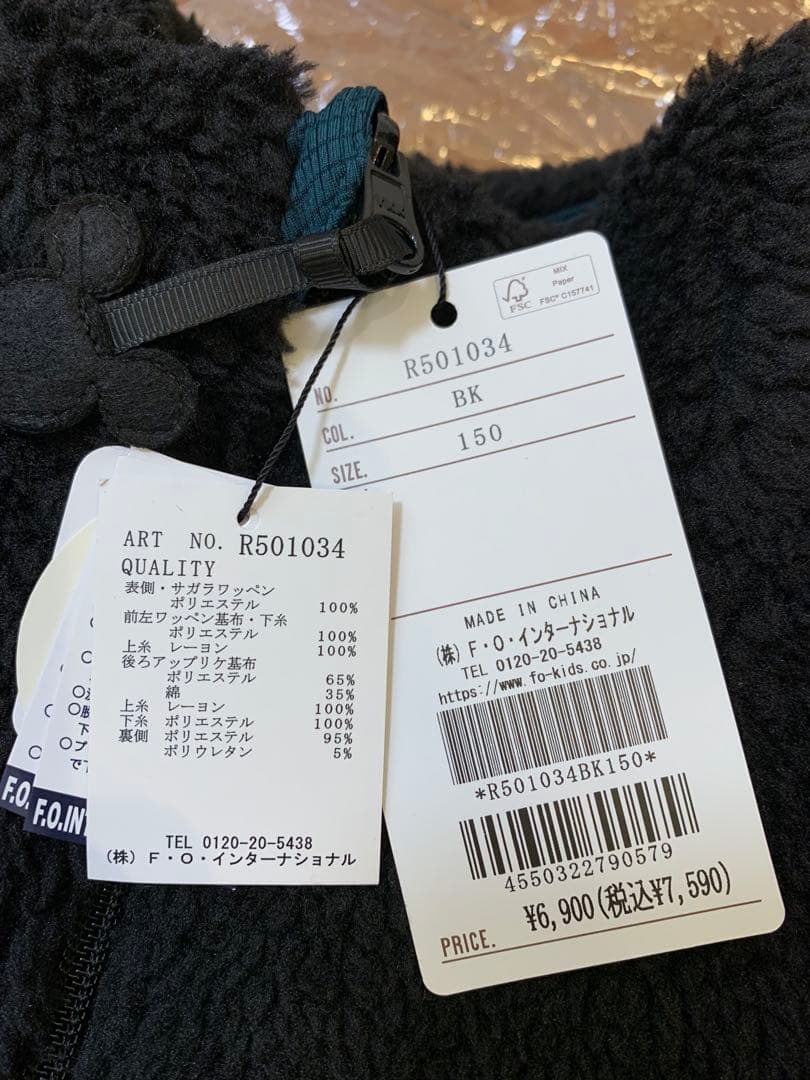 YKK
MIX
Paper
FSC
FSC® C157741
NO. R501034
COL. BK
SIZE. 150
MADE IN CHINA
(株) F・O・インターナショナル
TEL 0120-20-5438
https://www.fo-kids.co.jp/
*R501034BK150*
4550322790579
PRICE. ¥6,900(税込¥7,590)
ART NO. R501034
QUALITY
表側・サガラワッペン
ポリエステル 100%
前左ワッペン基布・下糸
ポリエステル 100%
上糸 レーヨン 100%
後ろアップリケ基布
ポリエステル 65%
綿 35%
上糸 レーヨン 100%
下糸 ポリエステル 100%
裏側 ポリエステル 95%
ポリウレタン 5%
TEL 0120-20-5438
(株) F・O・インターナショナル
F.O.
F.O.IN